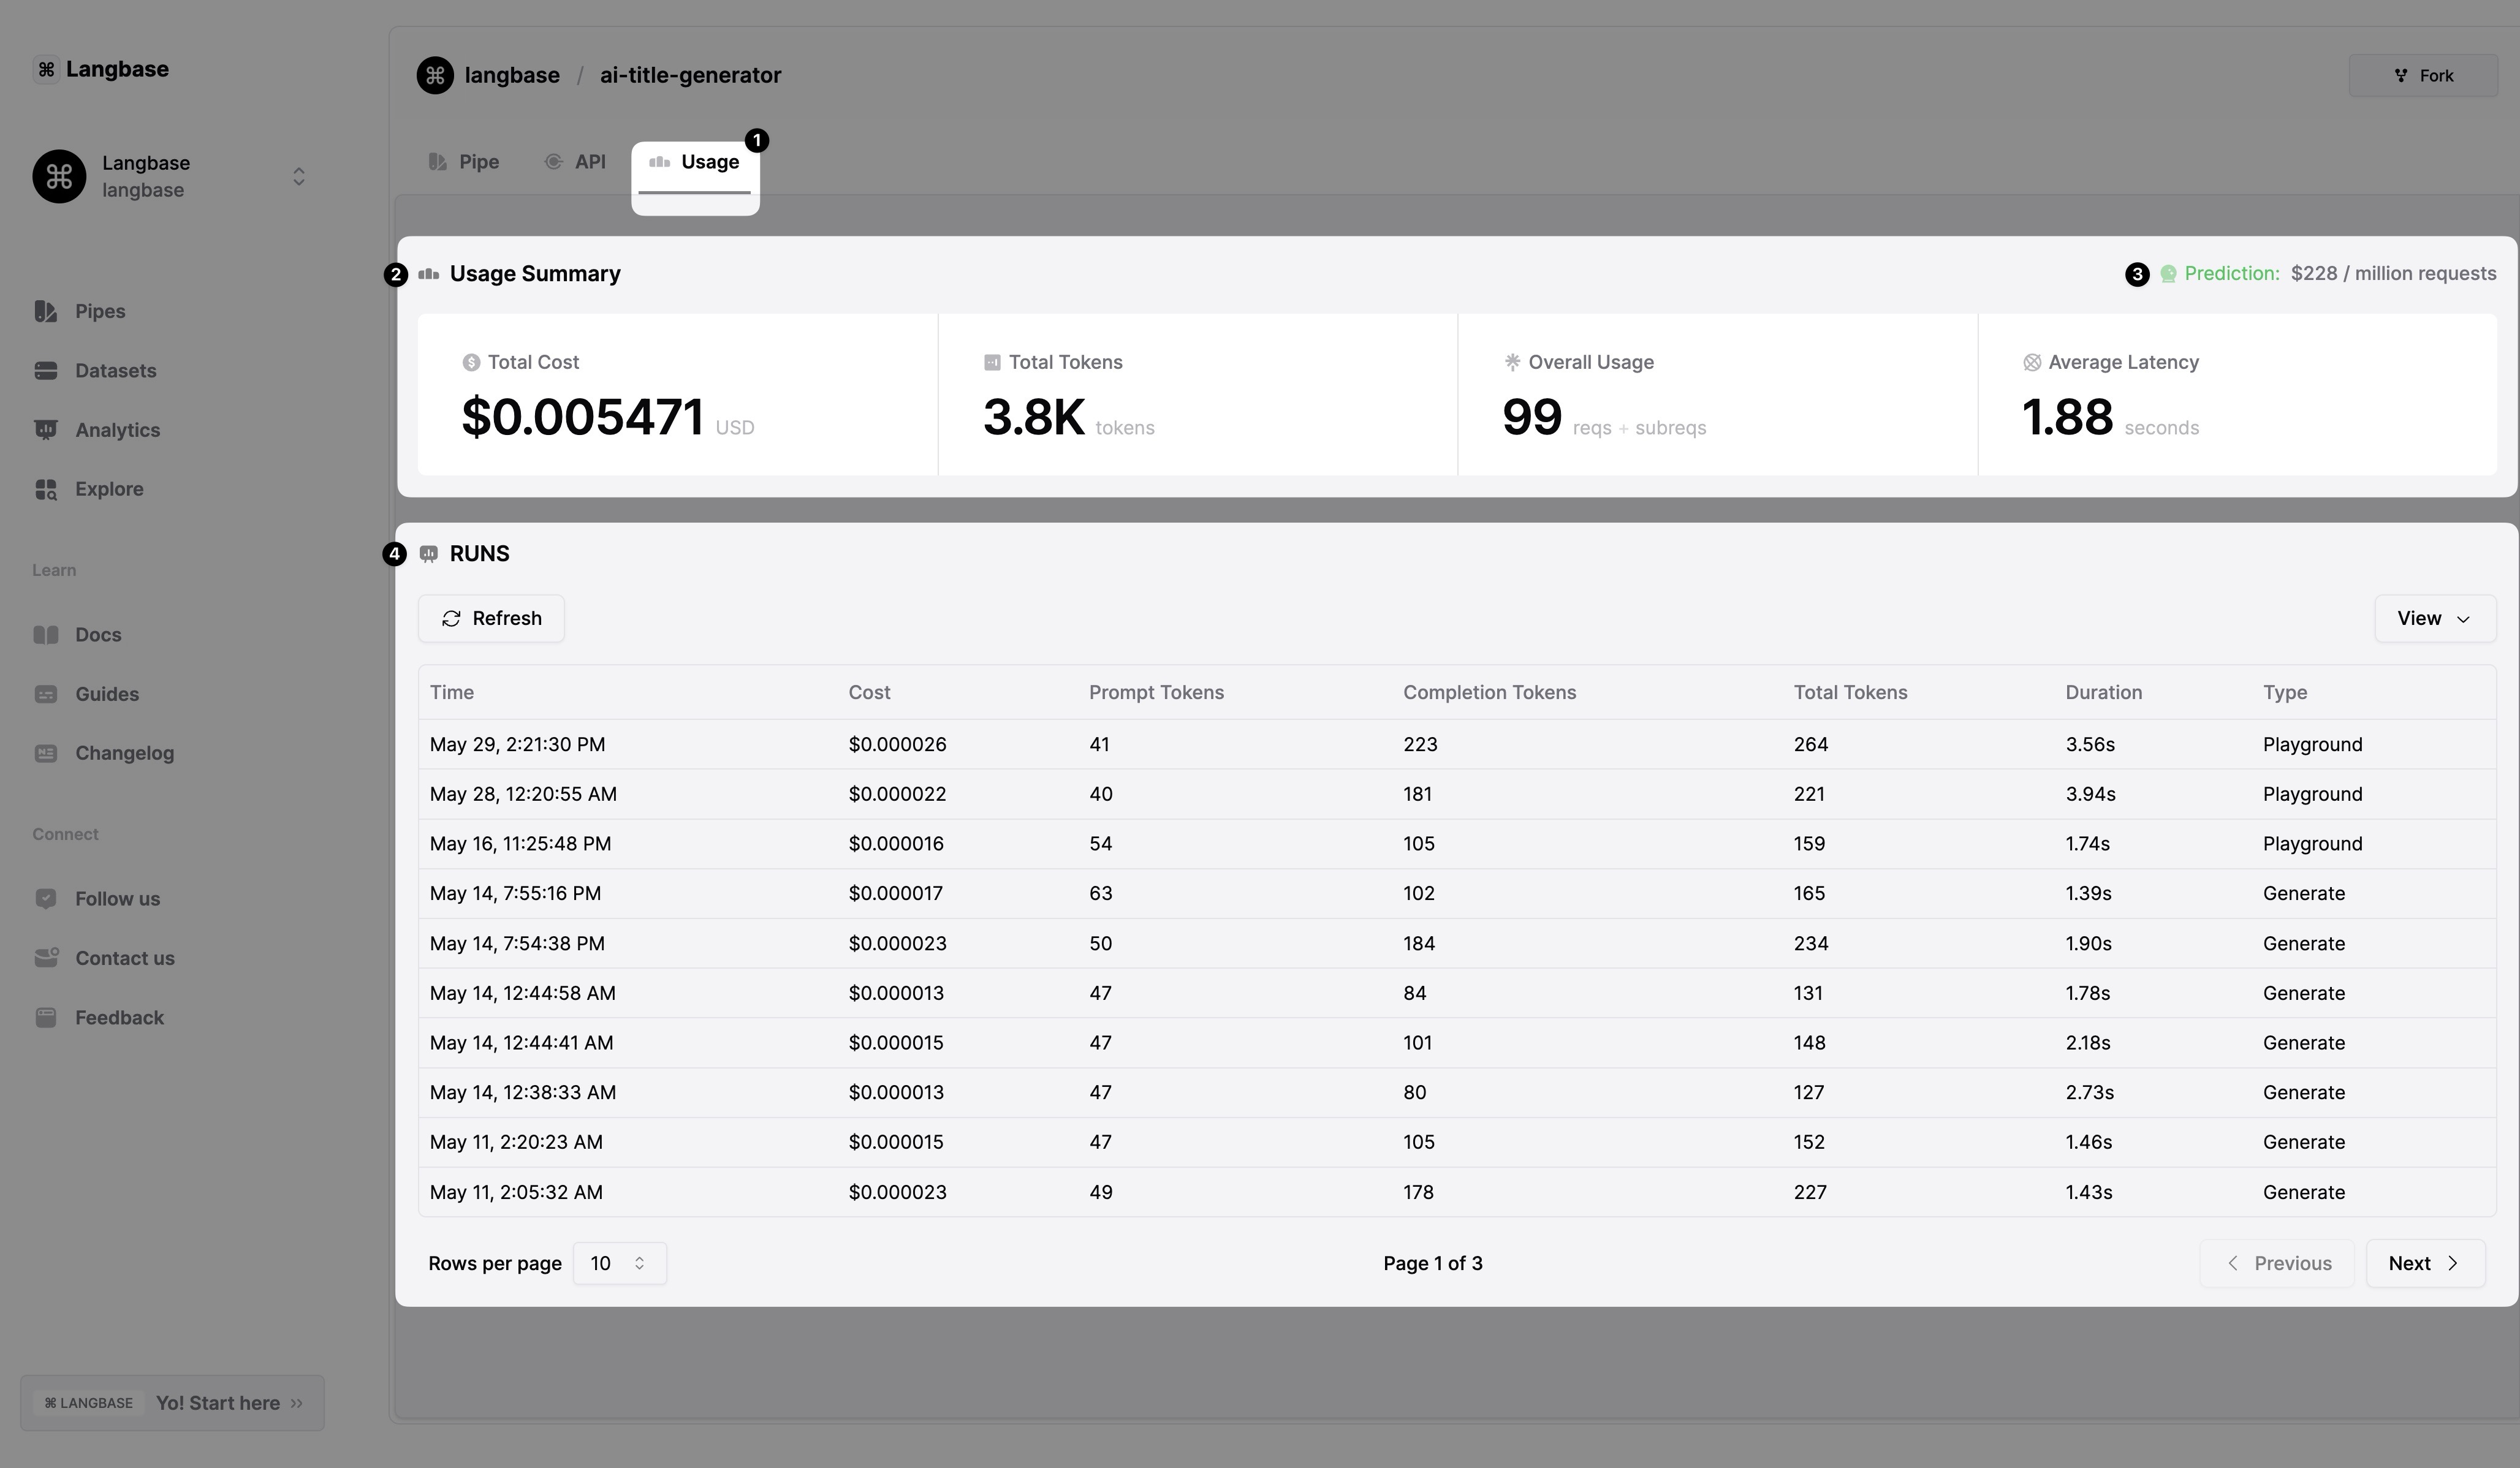 ⌘ Langbase
Langbase
langbase
Pipes
Datasets
Analytics
Explore
Learn
Docs
Guides
Changelog
Connect
Follow us
Contact us
Feedback
⌘ LANGBASE Yo! Start here »
langbase / ai-title-generator
Fork
Pipe API Usage 1
2 Usage Summary
3 Prediction: $228 / million requests
Total Cost
$0.005471 USD
Total Tokens
3.8K tokens
Overall Usage
99 reqs + subreqs
Average Latency
1.88 seconds
4 RUNS
Refresh
View
Time Cost Prompt Tokens Completion Tokens Total Tokens Duration Type
May 29, 2:21:30 PM $0.000026 41 223 264 3.56s Playground
May 28, 12:20:55 AM $0.000022 40 181 221 3.94s Playground
May 16, 11:25:48 PM $0.000016 54 105 159 1.74s Playground
May 14, 7:55:16 PM $0.000017 63 102 165 1.39s Generate
May 14, 7:54:38 PM $0.000023 50 184 234 1.90s Generate
May 14, 12:44:58 AM $0.000013 47 84 131 1.78s Generate
May 14, 12:44:41 AM $0.000015 47 101 148 2.18s Generate
May 14, 12:38:33 AM $0.000013 47 80 127 2.73s Generate
May 11, 2:20:23 AM $0.000015 47 105 152 1.46s Generate
May 11, 2:05:32 AM $0.000023 49 178 227 1.43s Generate
Rows per page 10
Page 1 of 3
Previous
Next